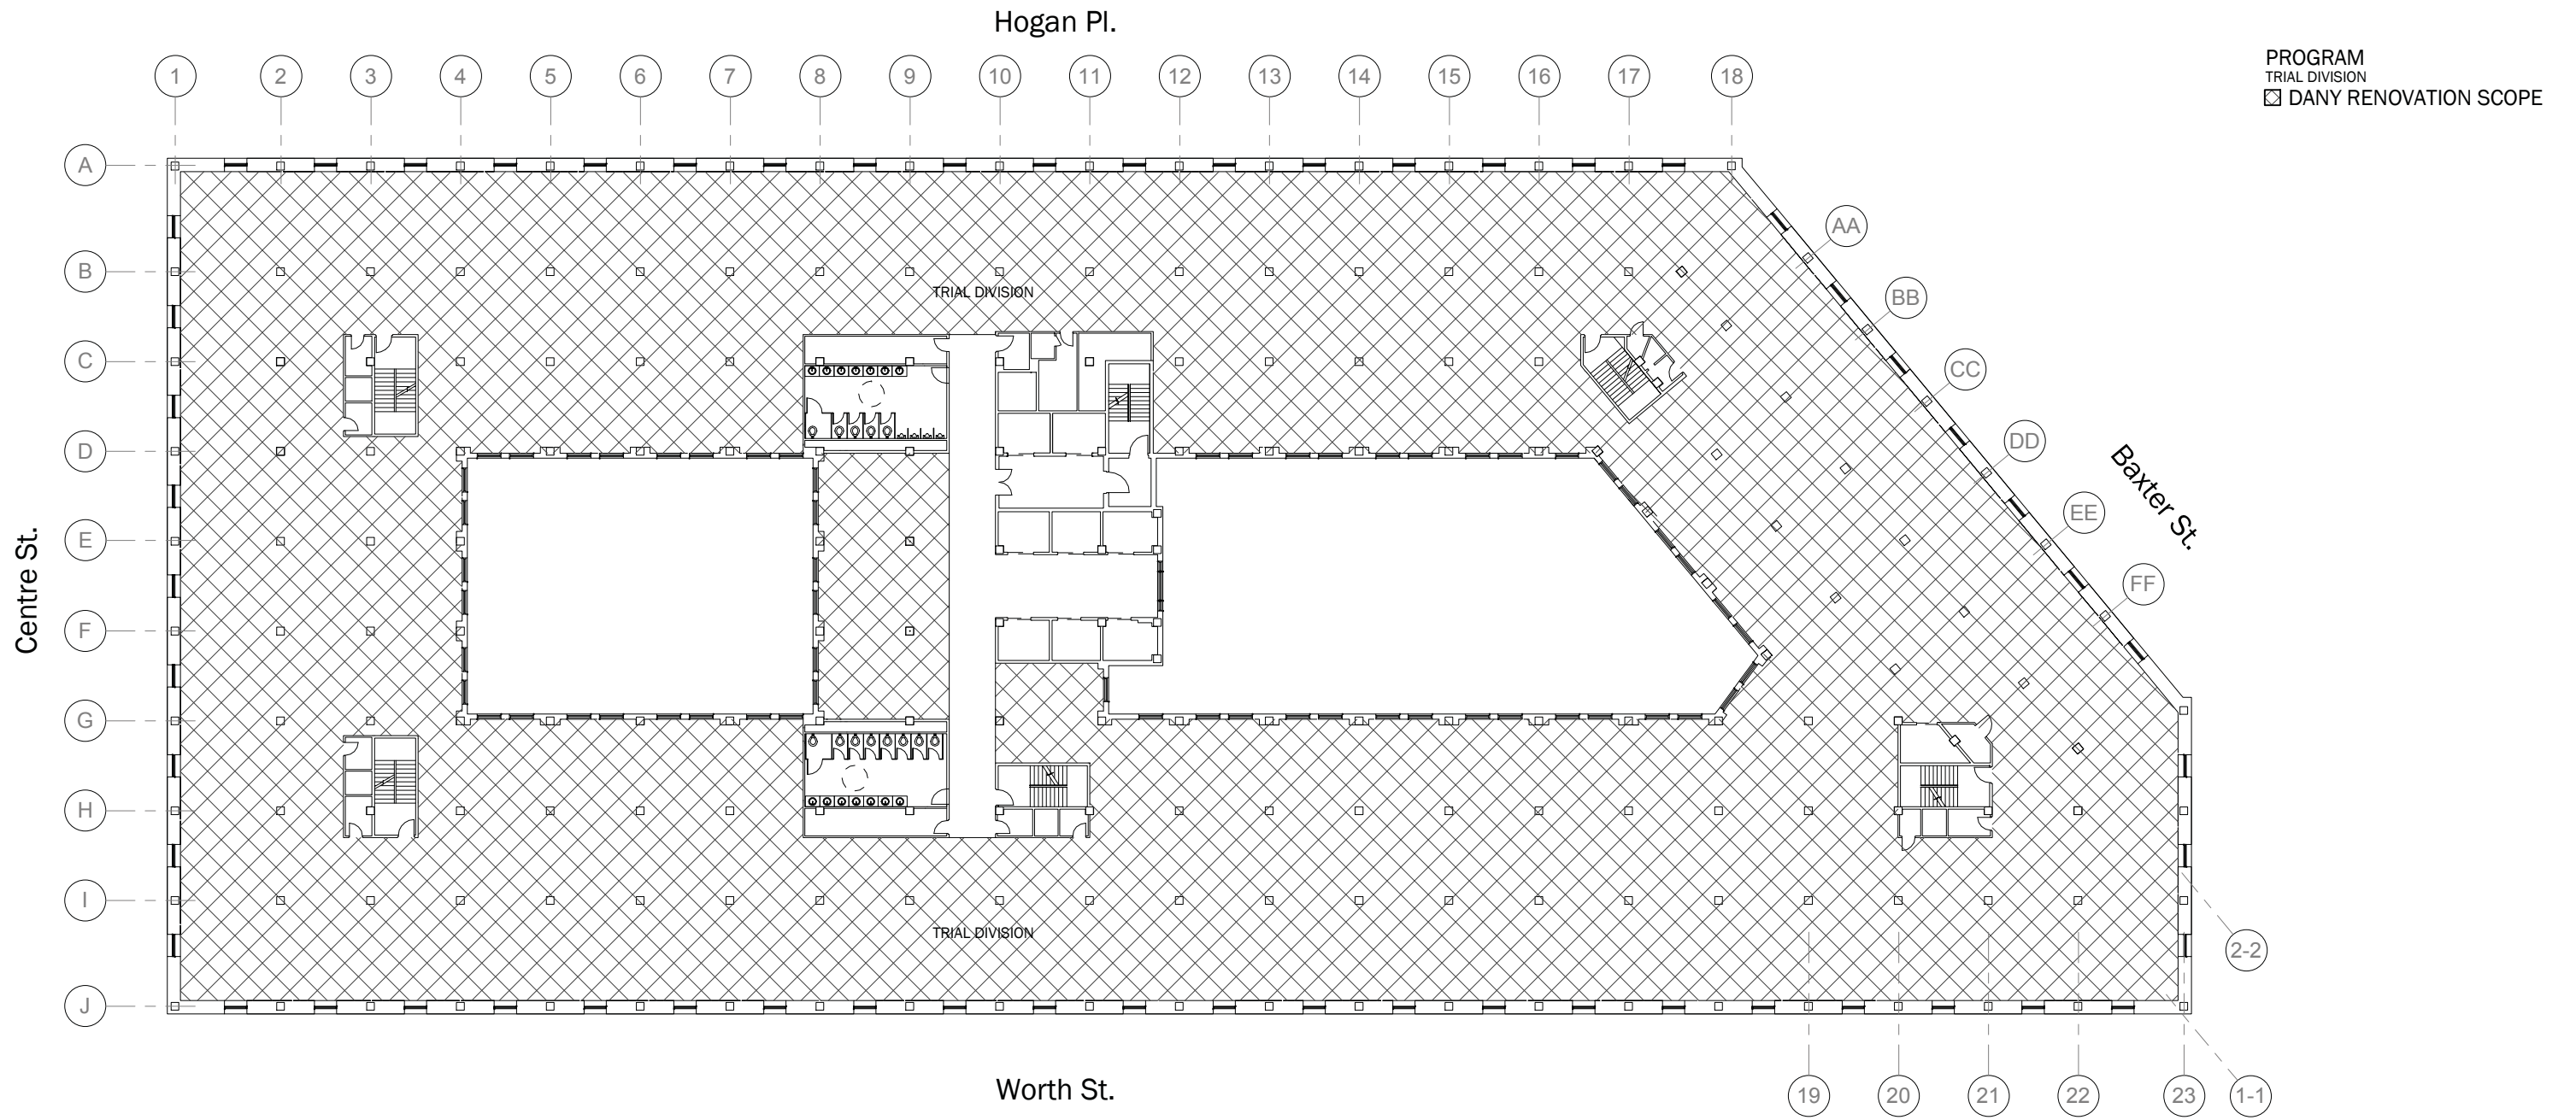 Hogan Pl.
PROGRAM
TRIAL DIVISION
DANY RENOVATION SCOPE
1 2 3 4 5 6 7 8 9 10 11 12 13 14 15 16 17 18
A
AA
B
BB
TRIAL DIVISION
C
CC
D
DD
Baxter St.
E
EE
Centre St.
FF
F
G
H
I
TRIAL DIVISION
2-2
J
Worth St.
19 20 21 22 23 1-1